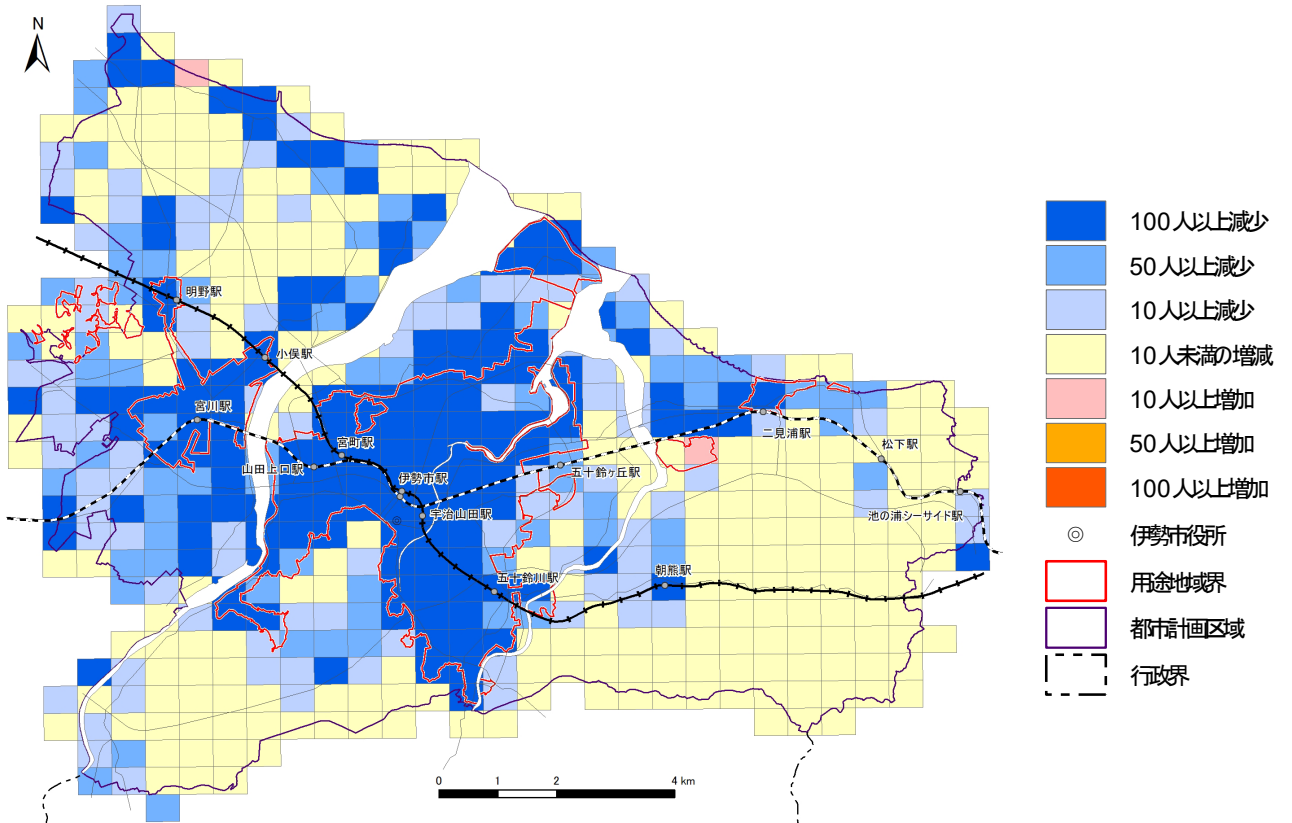 N
明野駅
小俣駅
宮川駅
宮町駅
山田上口駅
伊勢市駅
宇治山田駅
五十鈴ヶ丘駅
二見浦駅
松下駅
池の浦シーサイド駅
五十鈴川駅
朝熊駅
0 1 2 4 km
100人以上減少
50人以上減少
10人以上減少
10人未満の増減
10人以上増加
50人以上増加
100人以上増加
伊勢市役所
用途地域界
都市計画区域
行政界